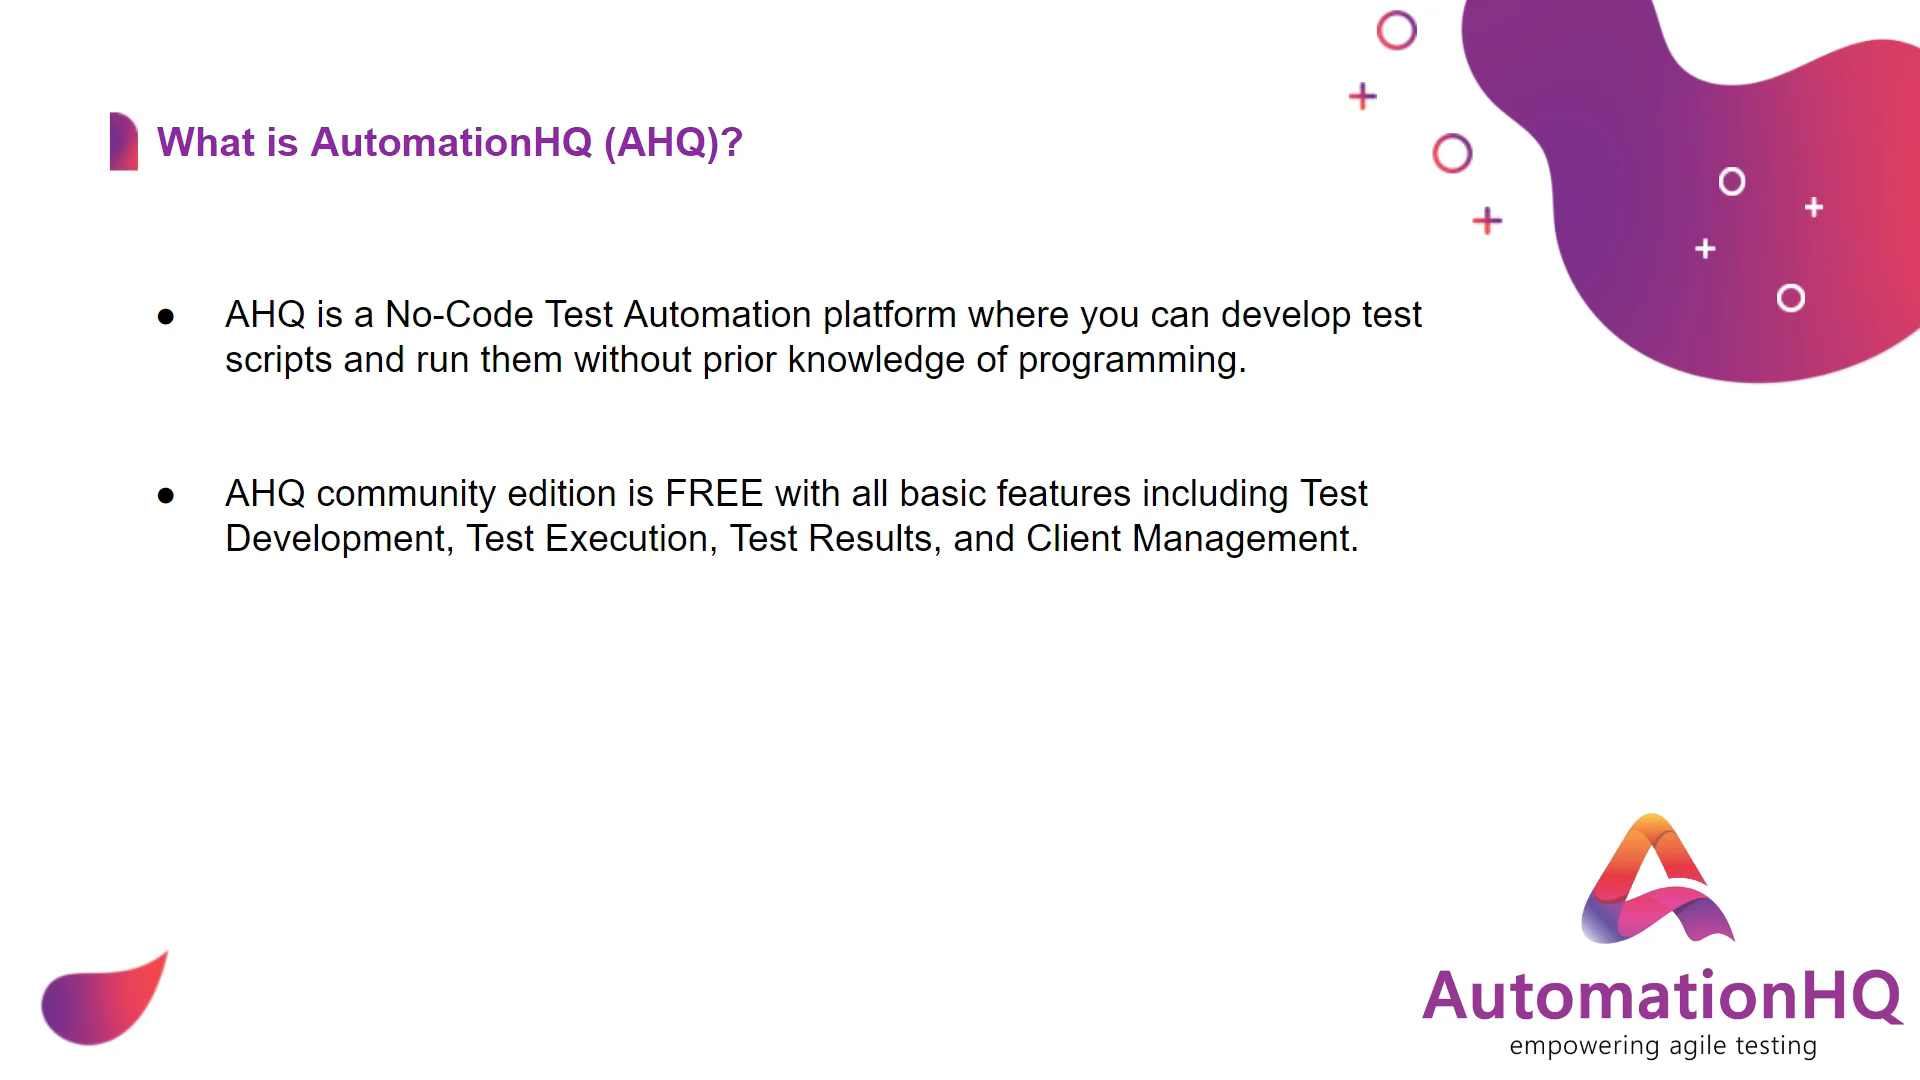 What is AutomationHQ (AHQ)?
● AHQ is a No-Code Test Automation platform where you can develop test
scripts and run them without prior knowledge of programming.
● AHQ community edition is FREE with all basic features including Test
Development, Test Execution, Test Results, and Client Management.
AutomationHQ
empowering agile testing